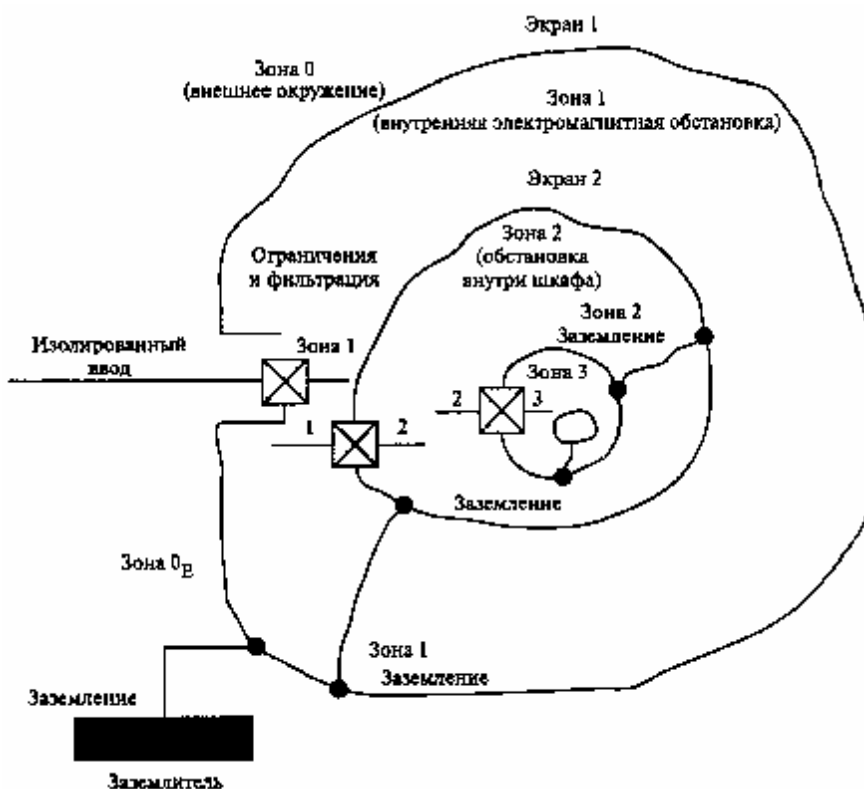 Экран 1
Зона 0
(внешнее окружение)
Зона 1
(внутренняя электромагнитная обстановка)
Экран 2
Зона 2
(обстановка
внутри шкафа)
Ограничения
и фильтрация
Зона 2
Заземление
Изолированный
ввод
Зона 1
Зона 3
2
3
1
2
Заземление
Зона 0E
Зона 1
Заземление
Заземление
Заземлитель